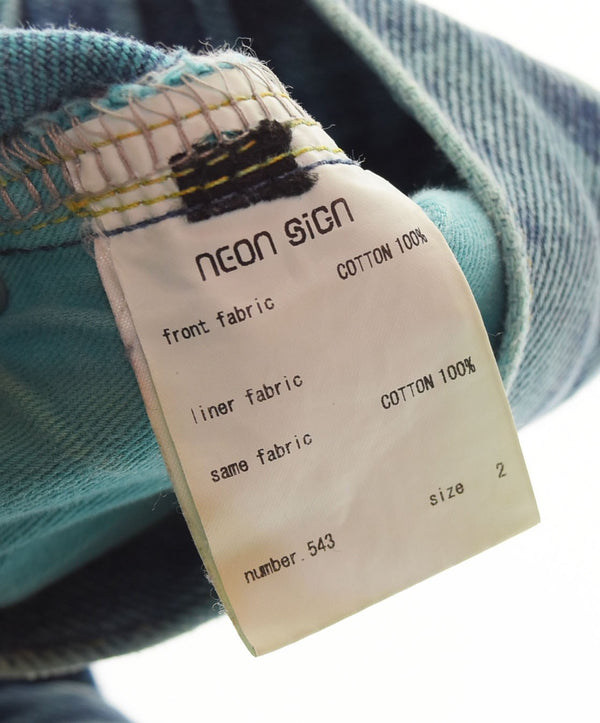 NEON SiGN
COTTON 100%
front fabric
liner fabric
COTTON 100%
same fabric
size 2
number. 543